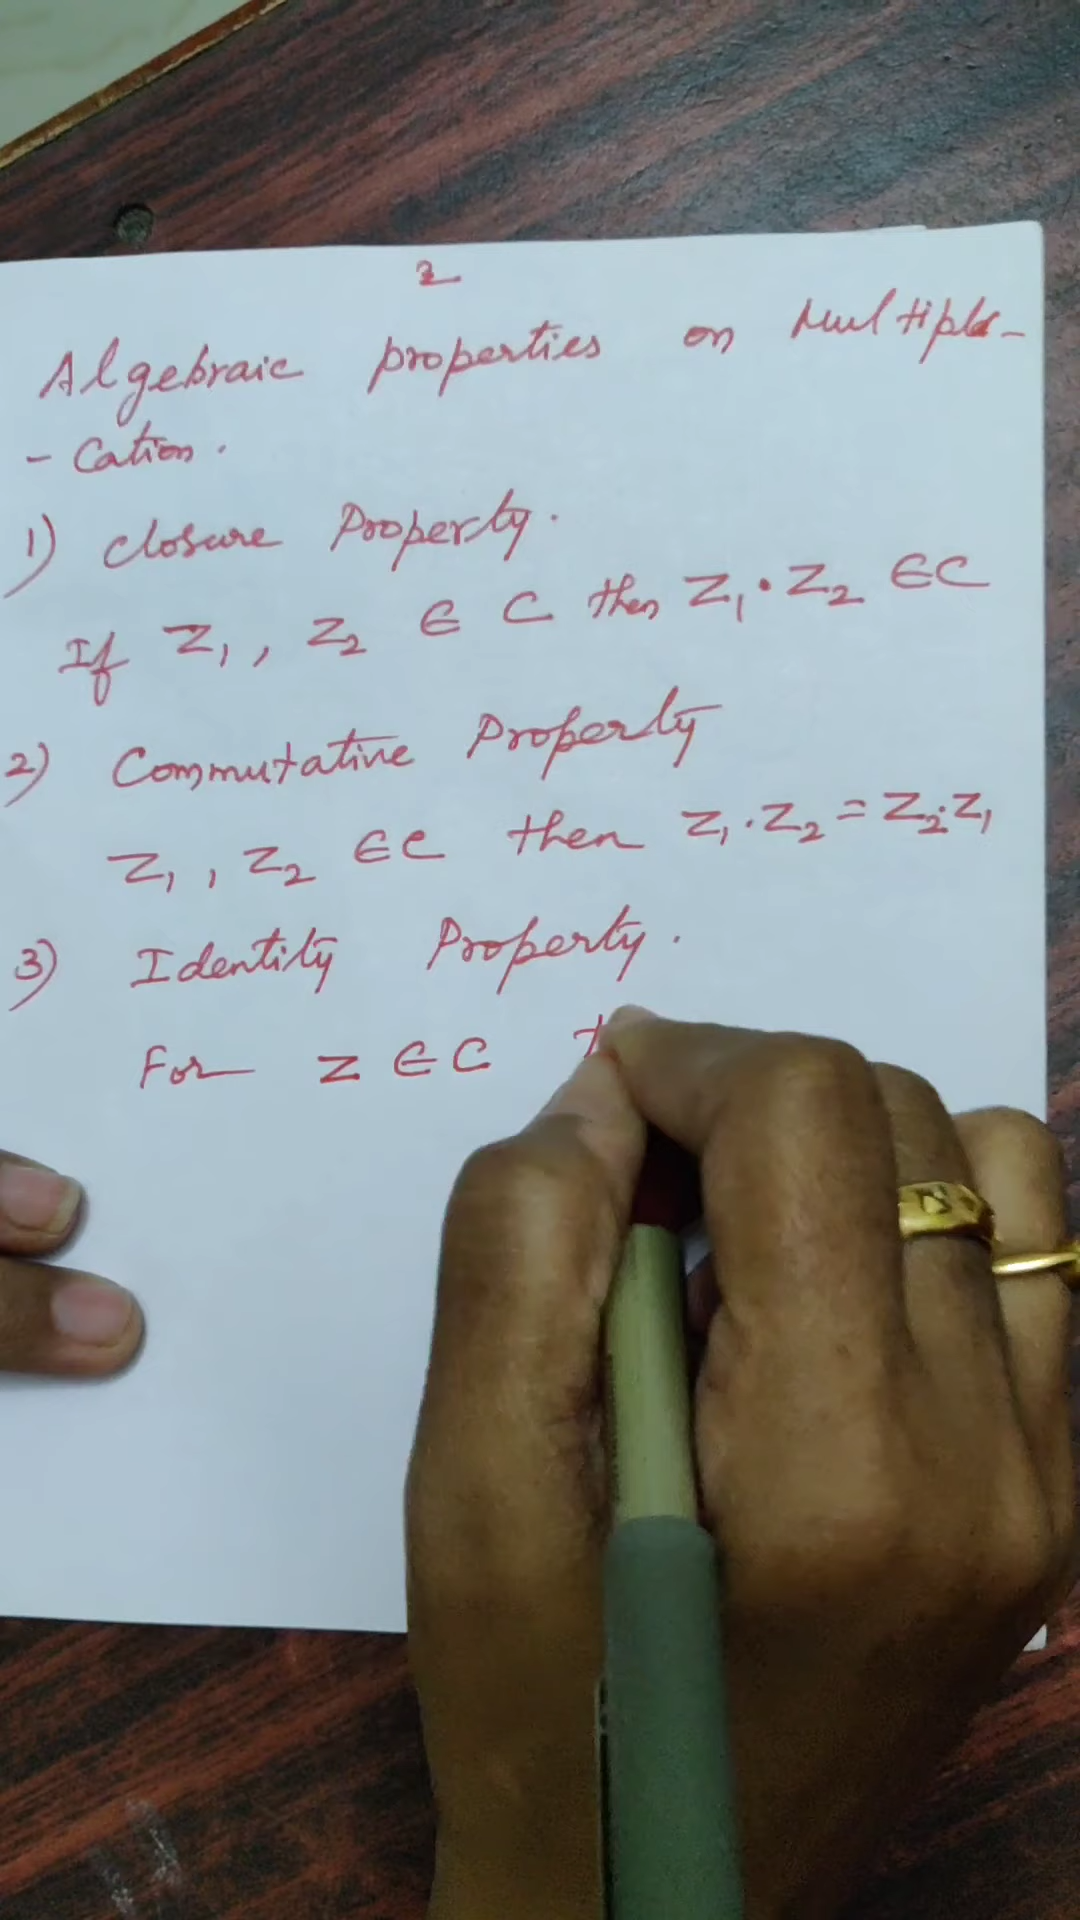 2
Algebraic properties on Multipli-
- Cation.
1) Closure Property.
If Z₁, Z₂ ∈ C then Z₁·Z₂ ∈C
2) Commutative Property
Z₁, Z₂ ∈C then Z₁·Z₂ = Z₂·Z₁
3) Identity Property.
For Z ∈ C